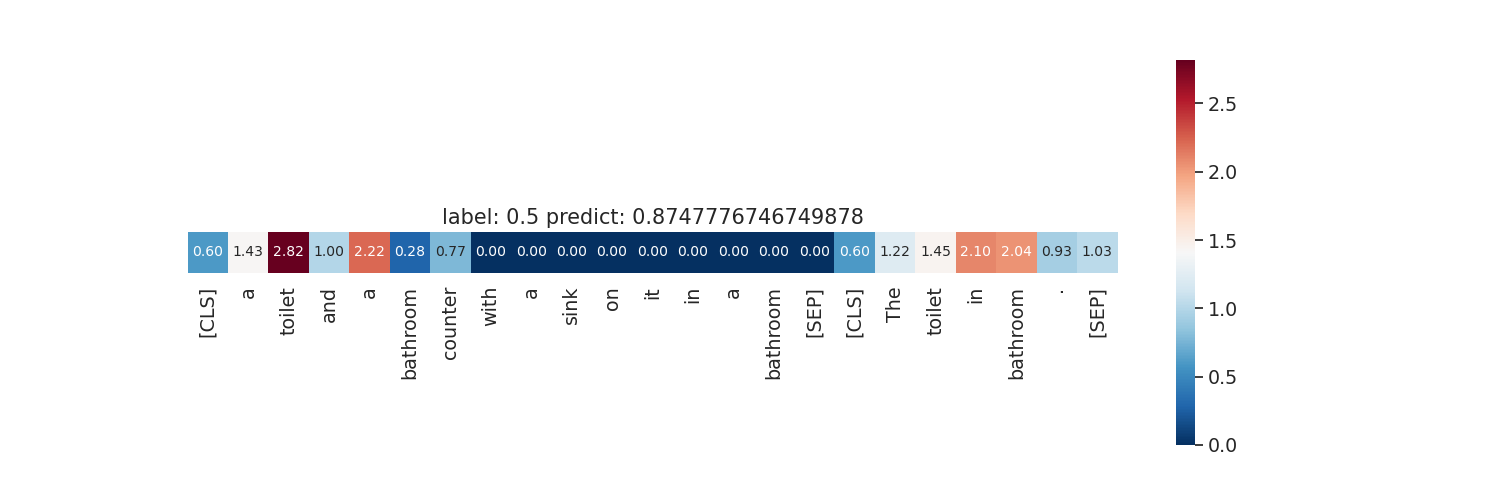 label: 0.5 predict: 0.8747776746749878
0.60 1.43 2.82 1.00 2.22 0.28 0.77 0.00 0.00 0.00 0.00 0.00 0.00 0.00 0.00 0.00 0.60 1.22 1.45 2.10 2.04 0.93 1.03
[CLS] a toilet and a bathroom counter with a sink on it in a bathroom [SEP] [CLS] The toilet in bathroom . [SEP]
2.5
2.0
1.5
1.0
0.5
0.0